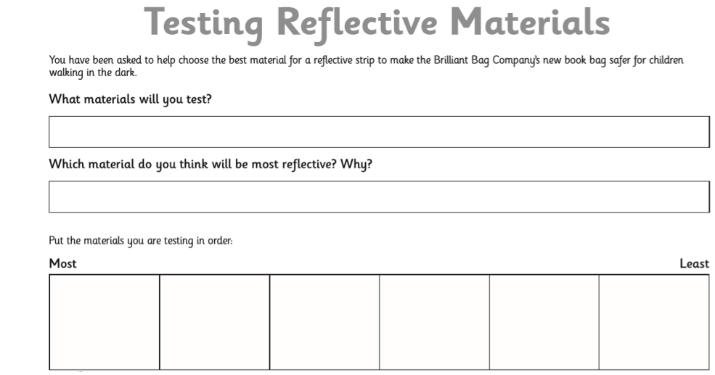 Testing Reflective Materials
You have been asked to help choose the best material for a reflective strip to make the Brilliant Bag Company's new book bag safer for children
walking in the dark.
What materials will you test?
Which material do you think will be most reflective? Why?
Put the materials you are testing in order:
Most Least